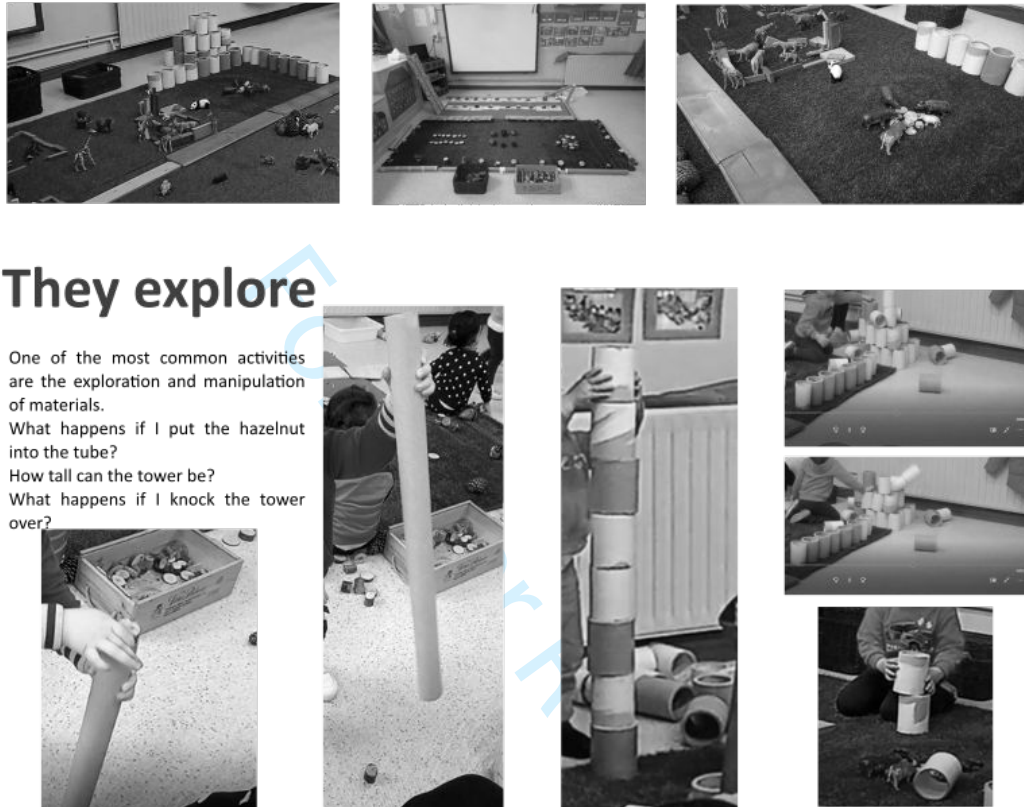 They explore
One of the most common activities
are the exploration and manipulation
of materials.
What happens if I put the hazelnut
into the tube?
How tall can the tower be?
What happens if I knock the tower
over?